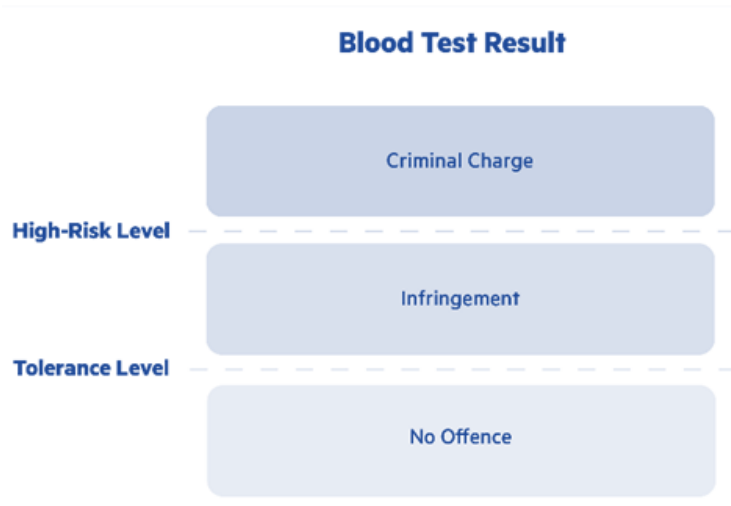 Blood Test Result
Criminal Charge
High-Risk Level
Infringement
Tolerance Level
No Offence